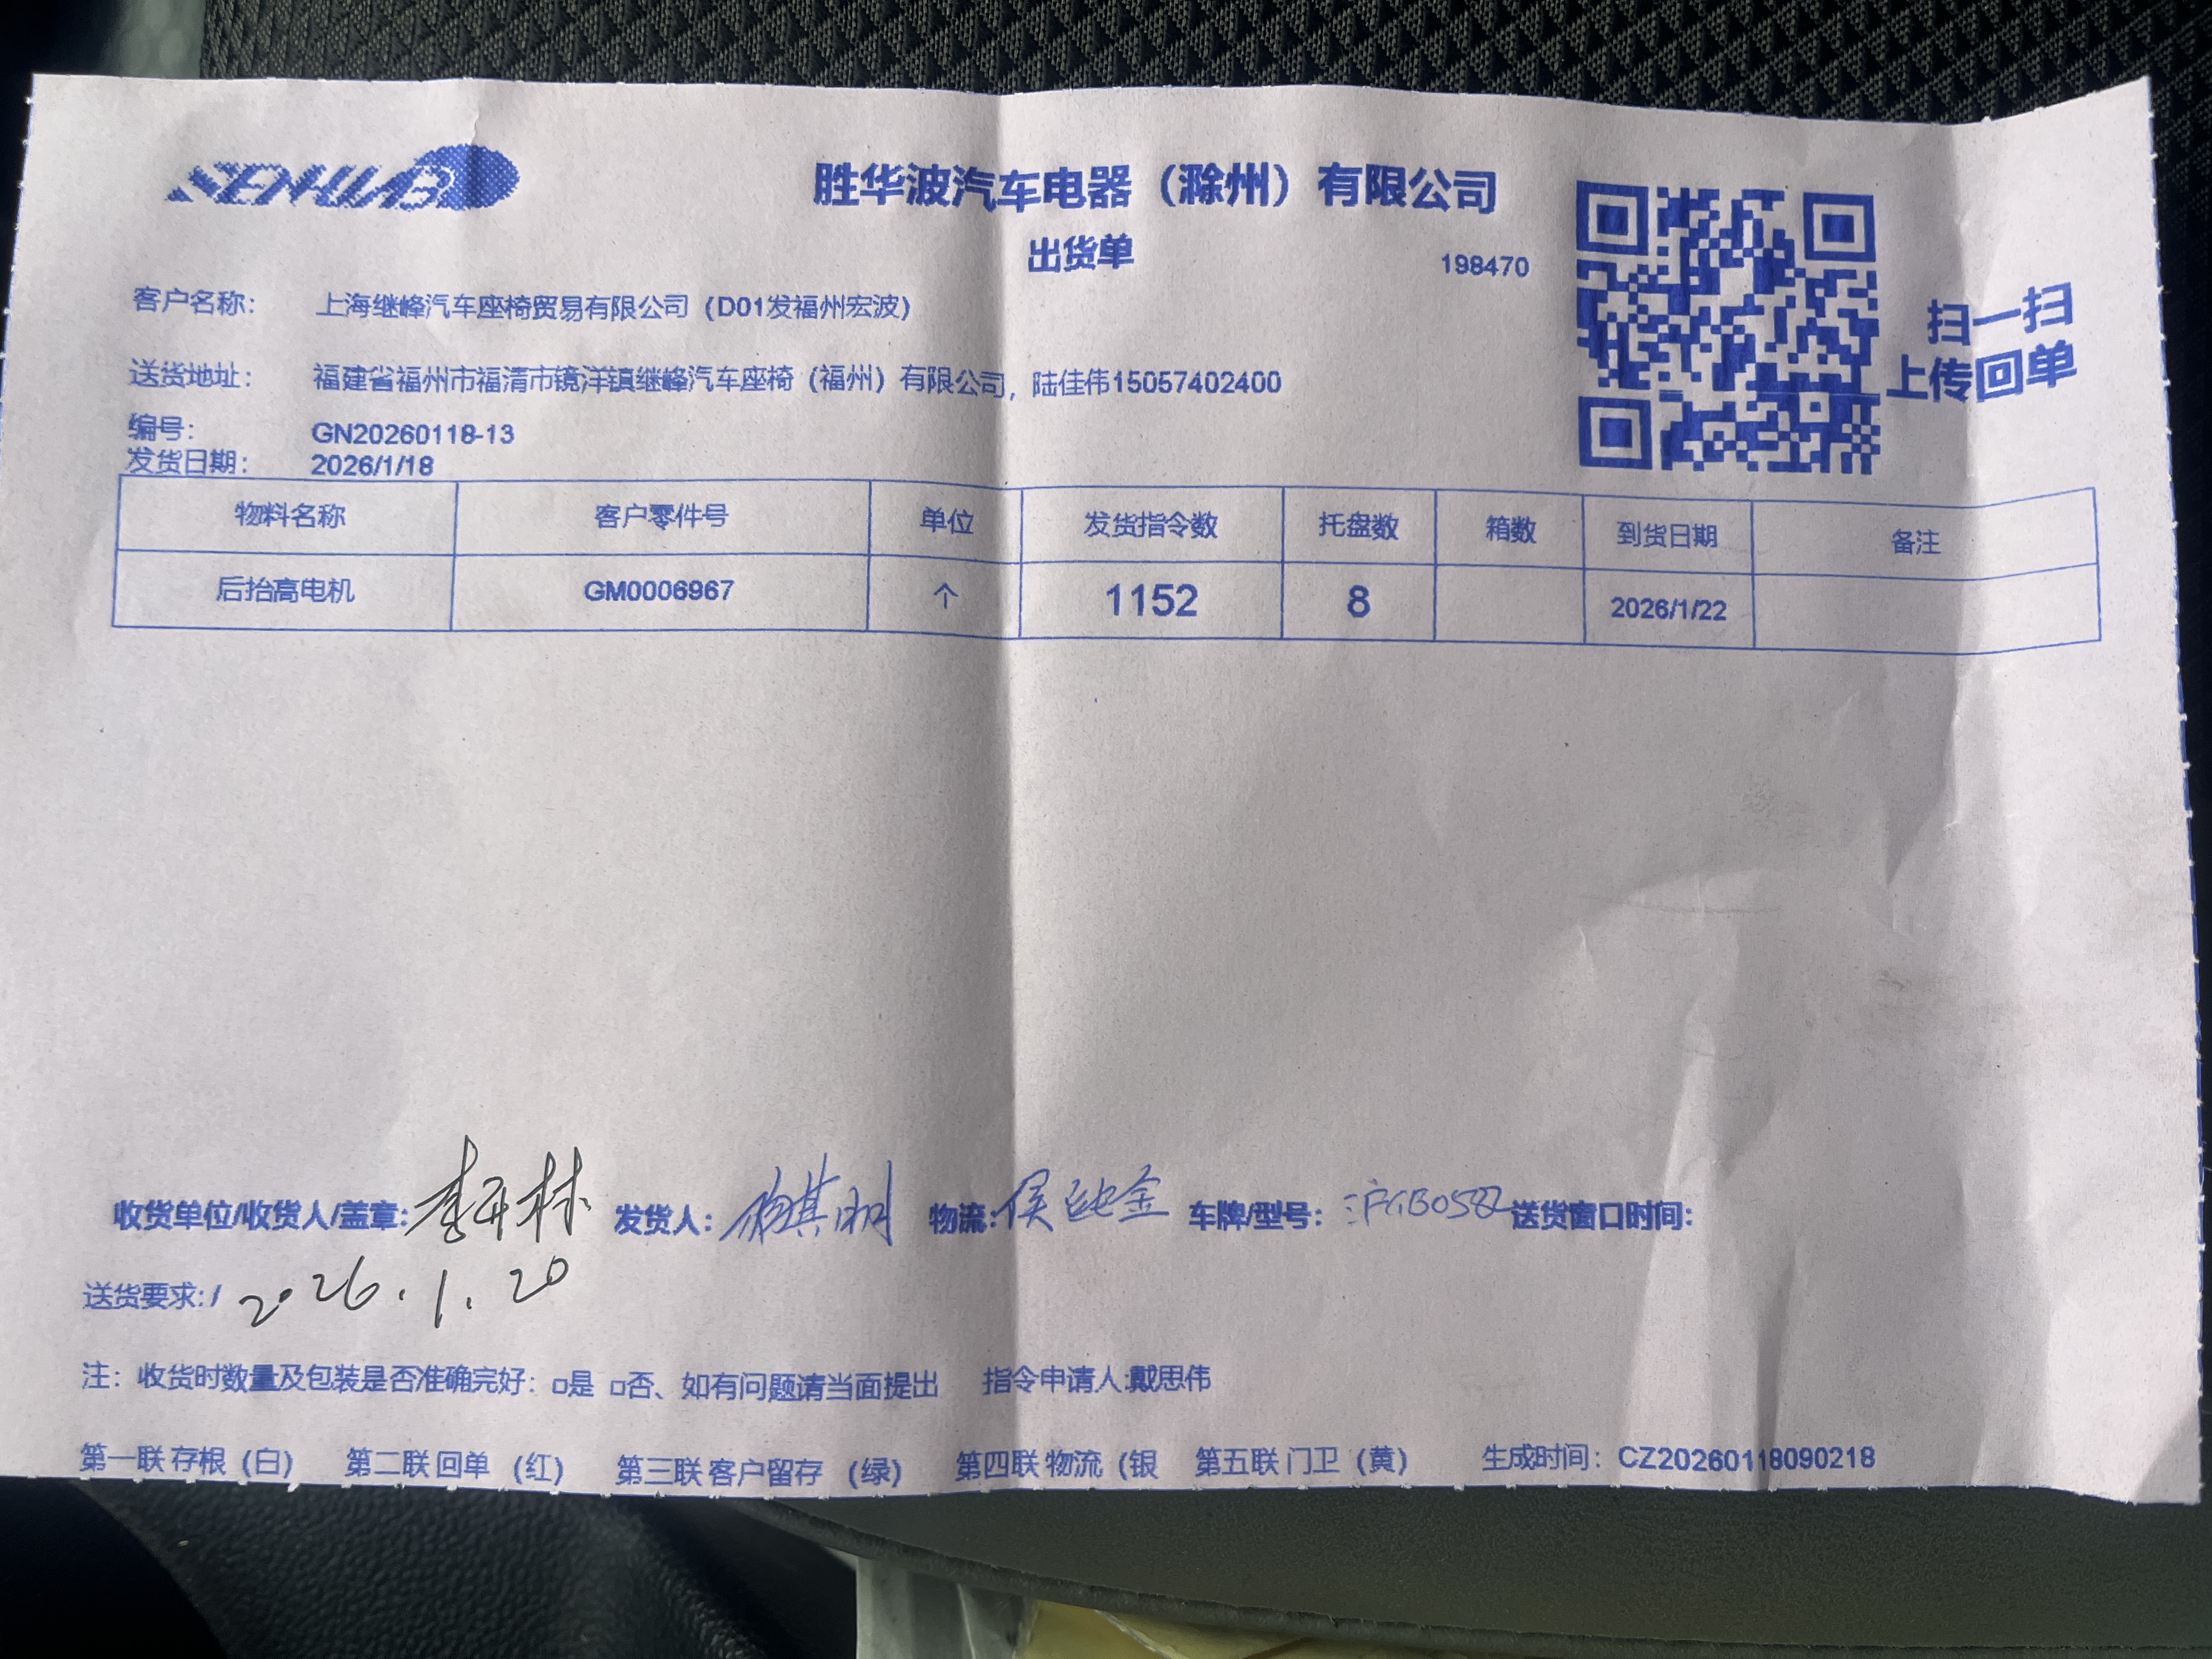 SEHWAB
胜华波汽车电器（滁州）有限公司
出货单
198470
扫一扫
上传回单
客户名称： 上海继峰汽车座椅贸易有限公司（D01发福州宏波）
送货地址： 福建省福州市福清市镜洋镇继峰汽车座椅（福州）有限公司，陆佳伟15057402400
编号： GN20260118-13
发货日期： 2026/1/18
物料名称 客户零件号 单位 发货指令数 托盘数 箱数 到货日期 备注
后抬高电机 GM0006967 个 1152 8 2026/1/22
收货单位/收货人/盖章： 李开林 发货人： 物流： 侯 金 车牌/型号： 送货窗口时间：
送货要求：/ 2026.1.20
注：收货时数量及包装是否准确完好：□是 □否、如有问题请当面提出 指令申请人:戴思伟
第一联 存根（白） 第二联 回单 （红） 第三联 客户留存 （绿） 第四联 物流（银 第五联 门卫（黄） 生成时间：CZ20260118090218